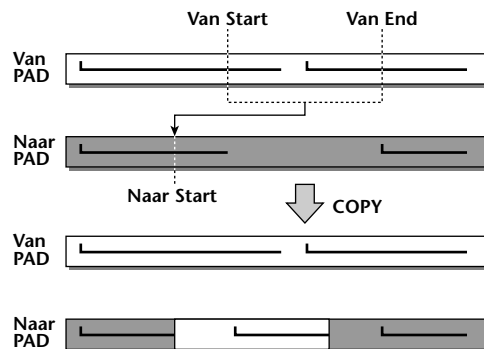 Van Start Van End
Van
PAD
Naar
PAD
Naar Start
COPY
Van
PAD
Naar
PAD